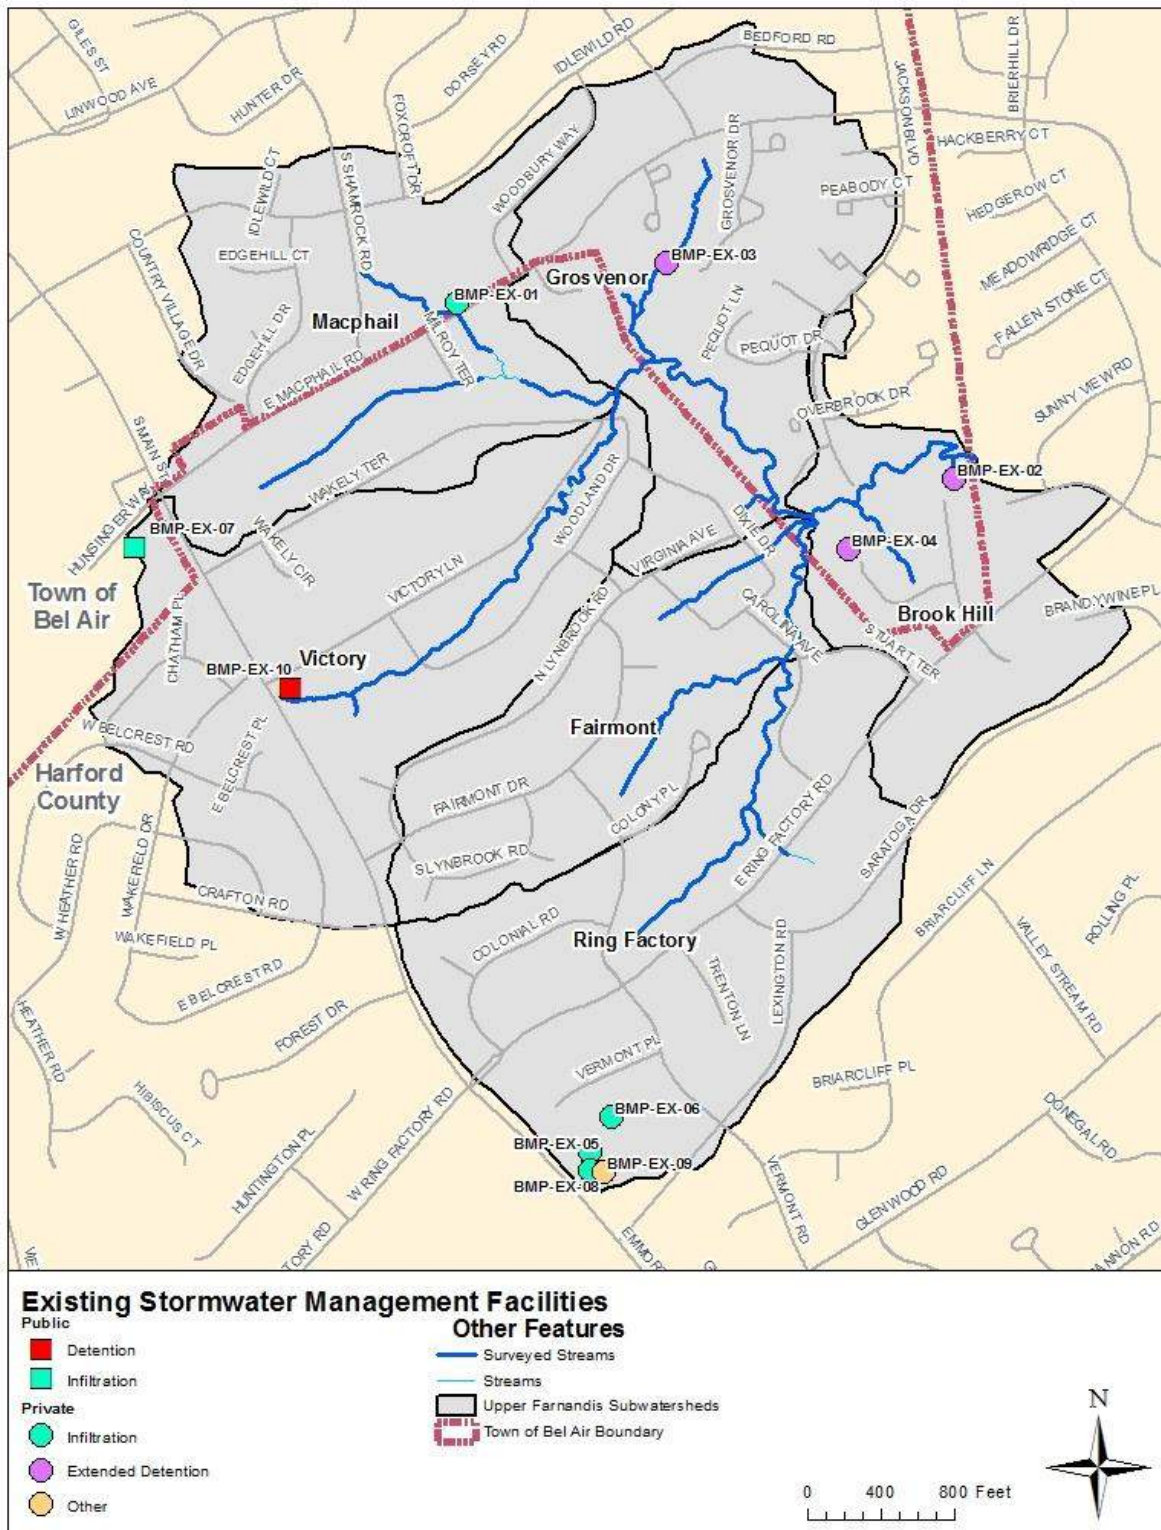 GILES ST
LINWOOD AVE
HUNTER DR
FOXCROFT DR
DORSEY RD
IDLEWILD RD
BEDFORD RD
JACKSON BLVD
BRIERHILL DR
HACKBERRY CT
HEDGEROW CT
MEADOWRIDGE CT
FALLEN STONE CT
SUNNY VIEW RD
IDLEWILD CT
S SHAMROCK RD
WOODBURY WAY
GROSVENOR DR
PEABODY CT
EDGEHILL CT
COUNTRY VILLAGE DR
EDGEHILL DR
BMP-EX-03
Grosvenor
BMP-EX-01
Macphail
MILROY TER
E MACPHAIL RD
PEQUOT LN
PEQUOT DR
OVERBROOK DR
S MAIN ST
HUNSINGER WAY
WAKELY TER
WOODLAND DR
BMP-EX-02
BMP-EX-07
WAKELY CIR
VICTORY LN
VIRGINIA AVE
DIXIE DR
BMP-EX-04
Town of
Bel Air
CHATHAM PL
N LYNBROOK RD
CAROLINA AVE
Brook Hill
BRANDYWINE PL
STUART TER
BMP-EX-10
Victory
W BELCREST RD
E BELCREST PL
Fairmont
Harford
County
FAIRMONT DR
COLONY PL
S LYNBROOK RD
E RING FACTORY RD
SARATOGA DR
W HEATHER RD
WAKEFIELD DR
CRAFTON RD
WAKEFIELD PL
E BELCREST RD
COLONIAL RD
Ring Factory
TRENTON LN
LEXINGTON RD
BRIARCLIFF LN
ROLLING PL
VALLEY STREAM RD
HEATHER RD
FOREST DR
VERMONT PL
BRIARCLIFF PL
HIBISCUS CT
HUNTINGTON PL
W RING FACTORY RD
BMP-EX-06
BMP-EX-05
BMP-EX-09
BMP-EX-08
DONEGAL RD
VERMONT RD
GLENWOOD RD
TORY RD
EMMOR
ANNON RD
Existing Stormwater Management Facilities
Public
Detention
Infiltration
Private
Infiltration
Extended Detention
Other
Other Features
Surveyed Streams
Streams
Upper Farnandis Subwatersheds
Town of Bel Air Boundary
N
0 400 800 Feet